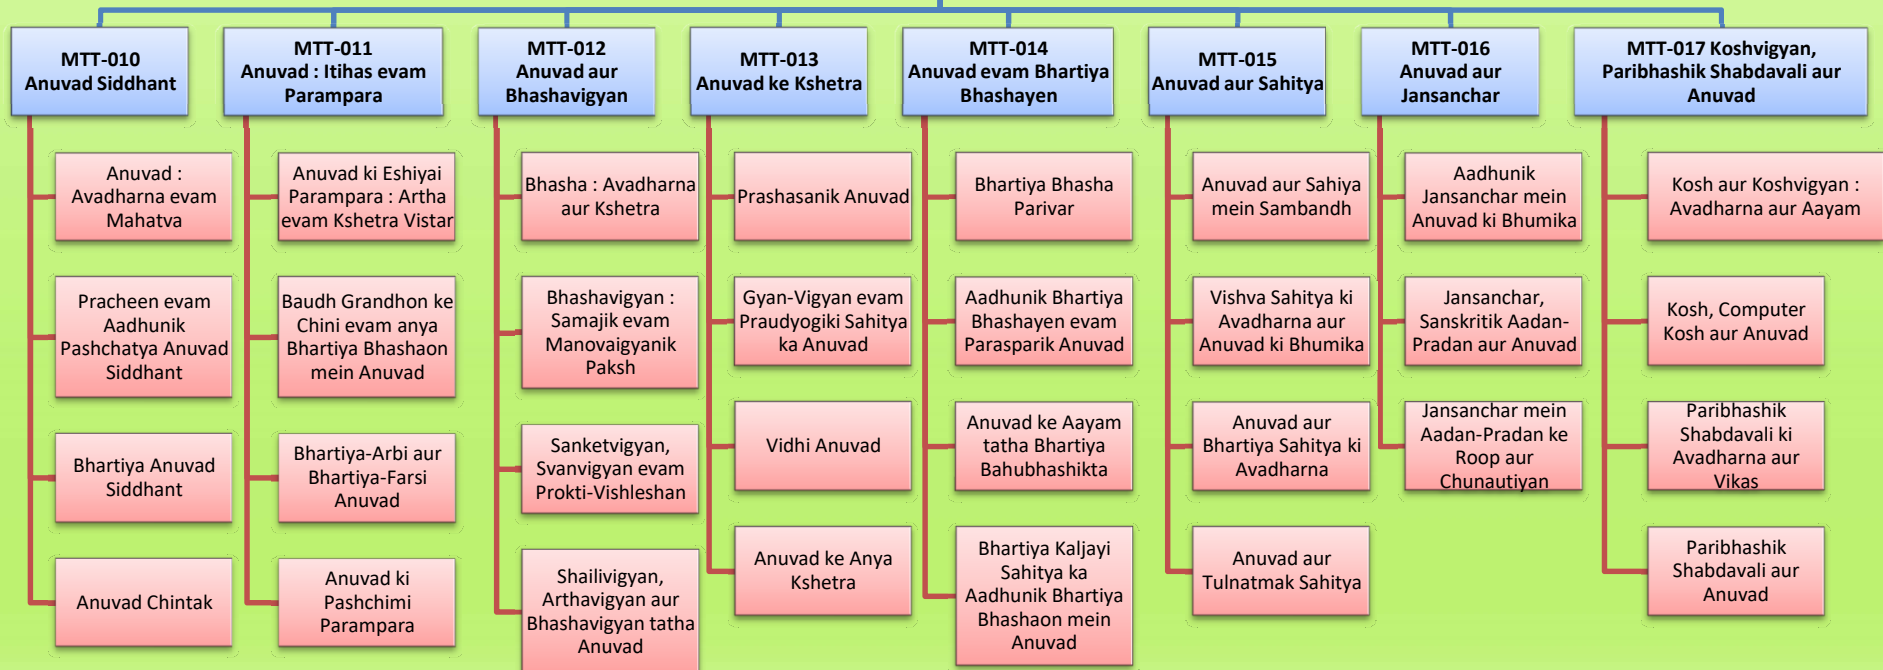 MTT-010
Anuvad Siddhant
Anuvad :
Avadharna evam
Mahatva
Pracheen evam
Aadhunik
Pashchatya Anuvad
Siddhant
Bhartiya Anuvad
Siddhant
Anuvad Chintak
MTT-011
Anuvad : Itihas evam
Parampara
Anuvad ki Eshiyai
Parampara : Artha
evam Kshetra Vistar
Baudh Grandhon ke
Chini evam anya
Bhartiya Bhashaon
mein Anuvad
Bhartiya-Arbi aur
Bhartiya-Farsi
Anuvad
Anuvad ki
Pashchimi
Parampara
MTT-012
Anuvad aur
Bhashavigyan
Bhasha : Avadharna
aur Kshetra
Bhashavigyan :
Samajik evam
Manovaigyanik
Paksh
Sanketvigyan,
Svanvigyan evam
Prokti-Vishleshan
Shailivigyan,
Arthavigyan aur
Bhashavigyan tatha
Anuvad
MTT-013
Anuvad ke Kshetra
Prashasanik Anuvad
Gyan-Vigyan evam
Praudyogiki Sahitya
ka Anuvad
Vidhi Anuvad
Anuvad ke Anya
Kshetra
MTT-014
Anuvad evam Bhartiya
Bhashayen
Bhartiya Bhasha
Parivar
Aadhunik Bhartiya
Bhashayen evam
Parasparik Anuvad
Anuvad ke Aayam
tatha Bhartiya
Bahubhashikta
Bhartiya Kaljayi
Sahitya ka
Aadhunik Bhartiya
Bhashaon mein
Anuvad
MTT-015
Anuvad aur Sahitya
Anuvad aur Sahiya
mein Sambandh
Vishva Sahitya ki
Avadharna aur
Anuvad ki Bhumika
Anuvad aur
Bhartiya Sahitya ki
Avadharna
Anuvad aur
Tulnatmak Sahitya
MTT-016
Anuvad aur
Jansanchar
Aadhunik
Jansanchar mein
Anuvad ki Bhumika
Jansanchar,
Sanskritik Aadan-
Pradan aur Anuvad
Jansanchar mein
Aadan-Pradan ke
Roop aur
Chunautiyan
MTT-017 Koshvigyan,
Paribhashik Shabdavali aur
Anuvad
Kosh aur Koshvigyan :
Avadharna aur Aayam
Kosh, Computer
Kosh aur Anuvad
Paribhashik
Shabdavali ki
Avadharna aur
Vikas
Paribhashik
Shabdavali aur
Anuvad